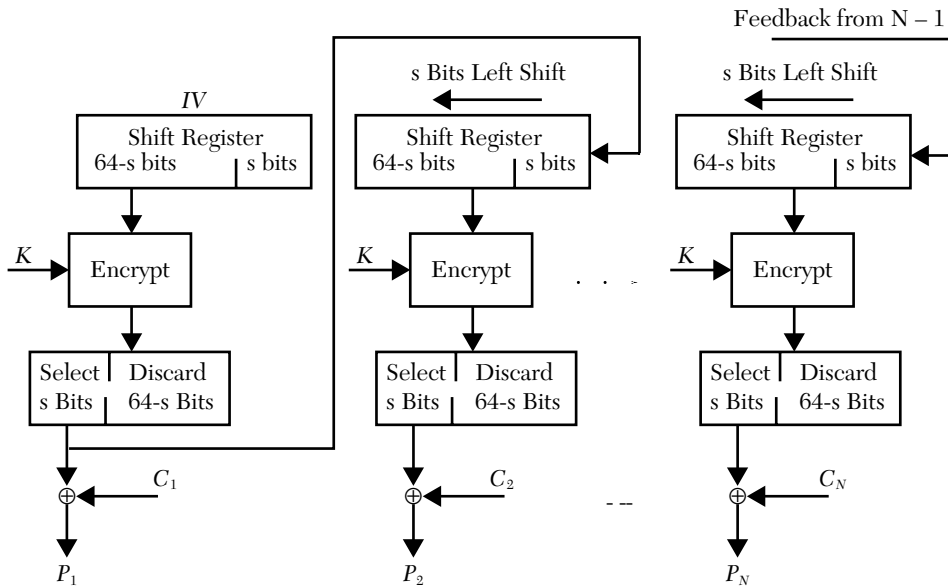 Feedback from N – 1
s Bits Left Shift
s Bits Left Shift
IV
Shift Register
64-s bits
s bits
Shift Register
64-s bits
s bits
Shift Register
64-s bits
s bits
K
Encrypt
K
Encrypt
. . .
K
Encrypt
Select
s Bits
Discard
64-s Bits
Select
s Bits
Discard
64-s Bits
Select
s Bits
Discard
64-s Bits
C1
C2
CN
P1
P2
PN